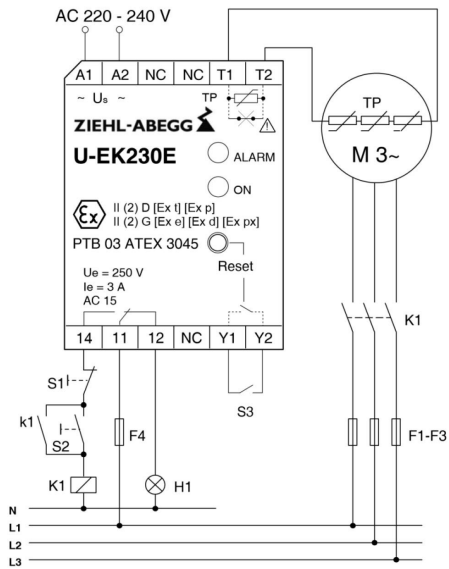 AC 220 - 240 V
A1 A2 NC NC T1 T2
~ Us ~
TP
ZIEHL-ABEGG
U-EK230E
ALARM
ON
Ex
II (2) D [Ex t] [Ex p]
II (2) G [Ex e] [Ex d] [Ex px]
PTB 03 ATEX 3045
Reset
Ue = 250 V
Ie = 3 A
AC 15
14 11 12 NC Y1 Y2
TP
M 3~
K1
S1
k1
S2
F4
S3
F1-F3
K1
H1
N
L1
L2
L3